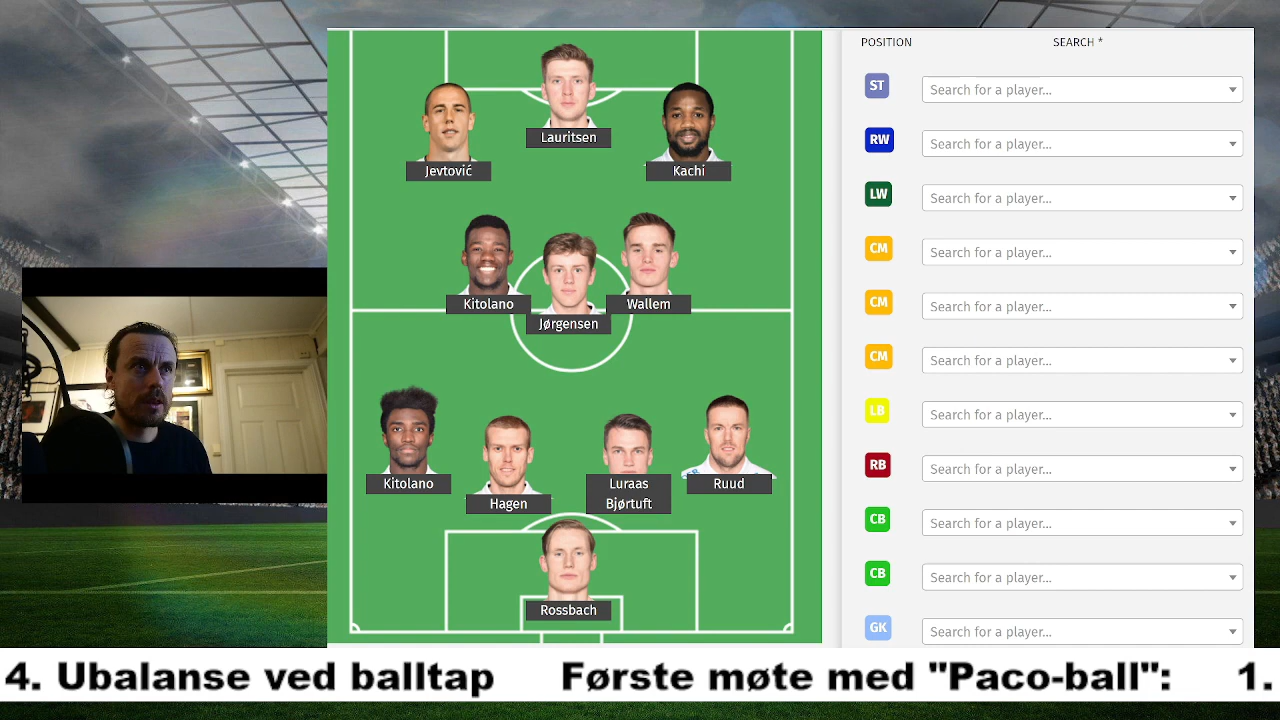 POSITION SEARCH *
ST Search for a player...
RW Search for a player...
LW Search for a player...
CM Search for a player...
CM Search for a player...
CM Search for a player...
LB Search for a player...
RB Search for a player...
CB Search for a player...
CB Search for a player...
GK Search for a player...
Lauritsen
Jevtović
Kachi
Kitolano
Jørgensen
Wallem
Kitolano
Hagen
Luraas
Bjørtuft
Ruud
Rossbach
4. Ubalanse ved balltap Første møte med "Paco-ball": 1.